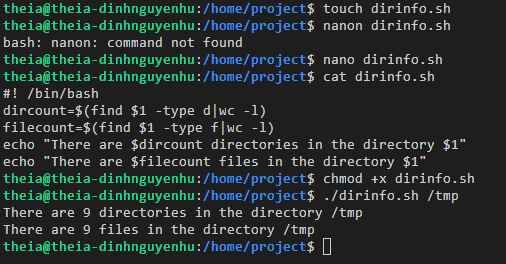 theia@theia-dinhnguyenhu:/home/project$ touch dirinfo.sh
theia@theia-dinhnguyenhu:/home/project$ nanon dirinfo.sh
bash: nanon: command not found
theia@theia-dinhnguyenhu:/home/project$ nano dirinfo.sh
theia@theia-dinhnguyenhu:/home/project$ cat dirinfo.sh
#! /bin/bash
dircount=$(find $1 -type d|wc -l)
filecount=$(find $1 -type f|wc -l)
echo "There are $dircount directories in the directory $1"
echo "There are $filecount files in the directory $1"
theia@theia-dinhnguyenhu:/home/project$ chmod +x dirinfo.sh
theia@theia-dinhnguyenhu:/home/project$ ./dirinfo.sh /tmp
There are 9 directories in the directory /tmp
There are 9 files in the directory /tmp
theia@theia-dinhnguyenhu:/home/project$